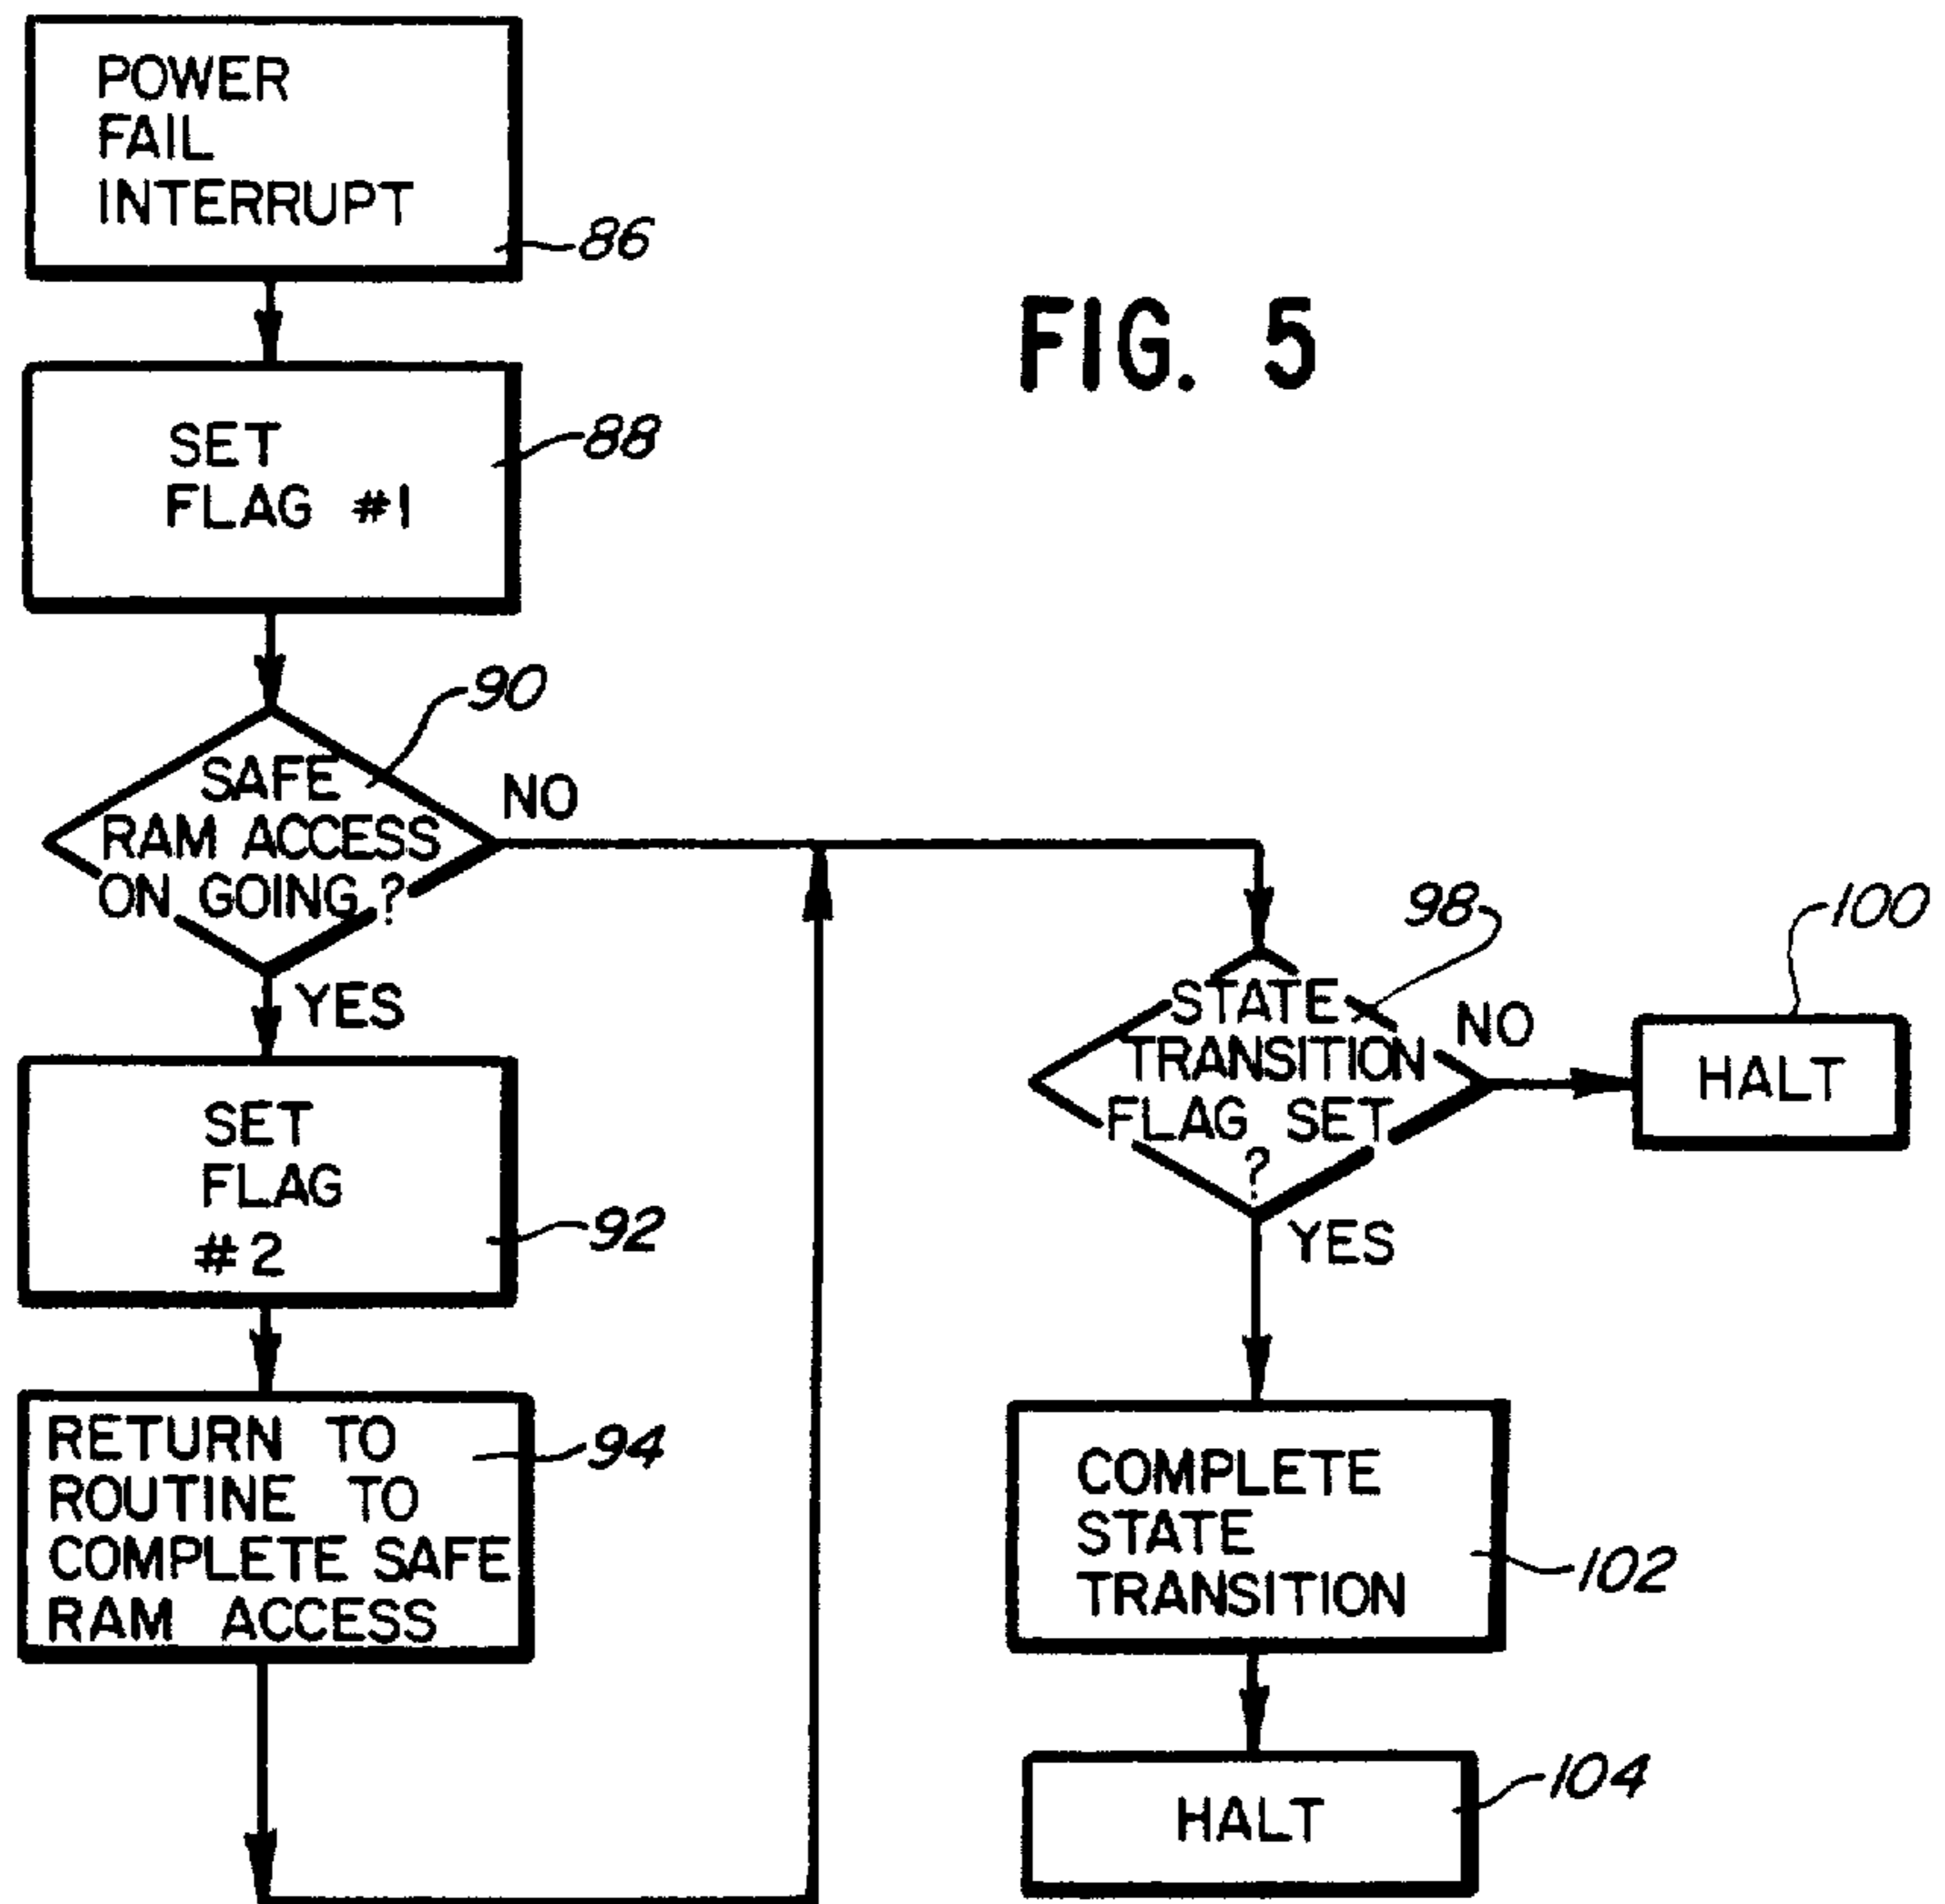 POWER
FAIL
INTERRUPT
86
FIG. 5
SET
FLAG #1
88
90
SAFE
RAM ACCESS
ON GOING?
NO
YES
SET
FLAG
#2
92
RETURN TO
ROUTINE TO
COMPLETE SAFE
RAM ACCESS
94
98
STATE
TRANSITION
FLAG SET
?
NO
YES
100
HALT
COMPLETE
STATE
TRANSITION
102
HALT
104